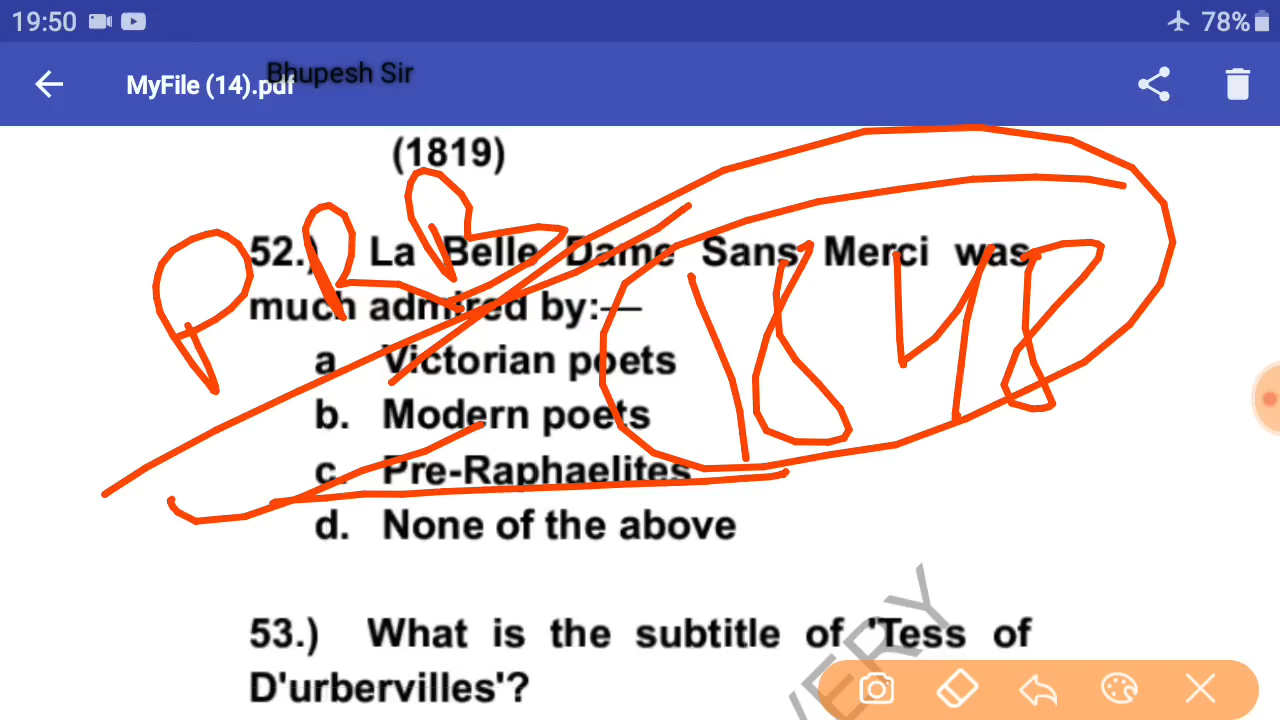 19:50 78%
MyFile (14).pdf Bhupesh Sir
(1819)
PRB
52.) La Belle Dame Sans Merci was
much admired by:—
1848
a. Victorian poets
b. Modern poets
c. Pre-Raphaelites
d. None of the above
53.) What is the subtitle of 'Tess of
D'urbervilles'?
VERY